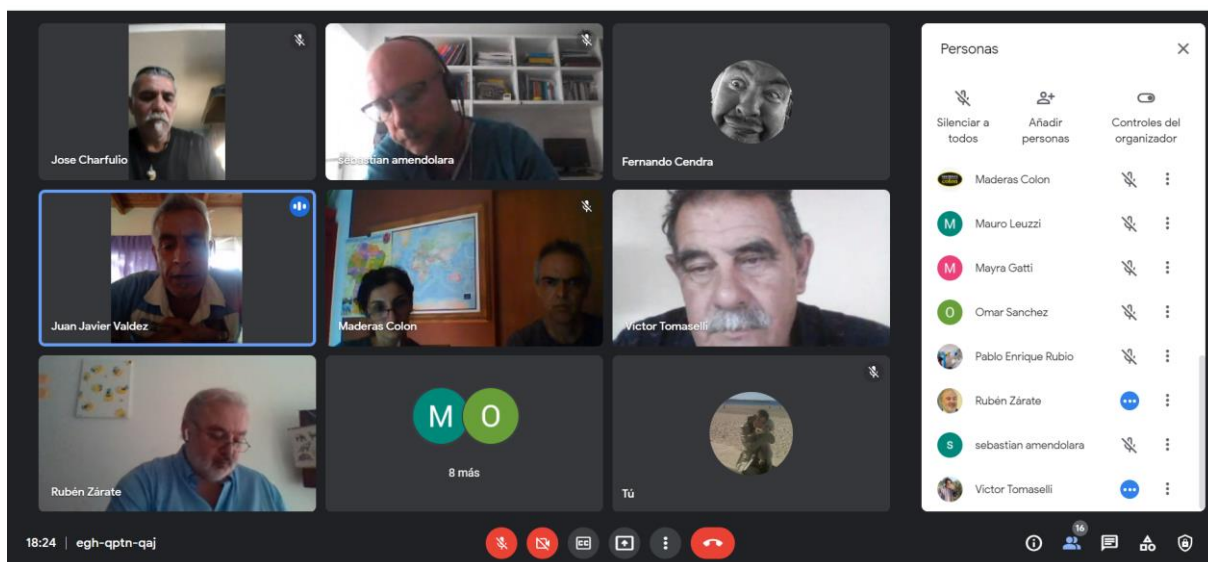 Jose Charfulio
Sebastian amendolara
Fernando Cendra
Juan Javier Valdez
Maderas Colon
Victor Tomaselli
Rubén Zárate
M O
8 más
Tú
Personas
Silenciar a
todos
Añadir
personas
Controles del
organizador
Maderas Colon
M Mauro Leuzzi
M Mayra Gatti
O Omar Sanchez
Pablo Enrique Rubio
Rubén Zárate
s sebastian amendolara
Victor Tomaselli
18:24 | egh-qptn-qaj
CC
16